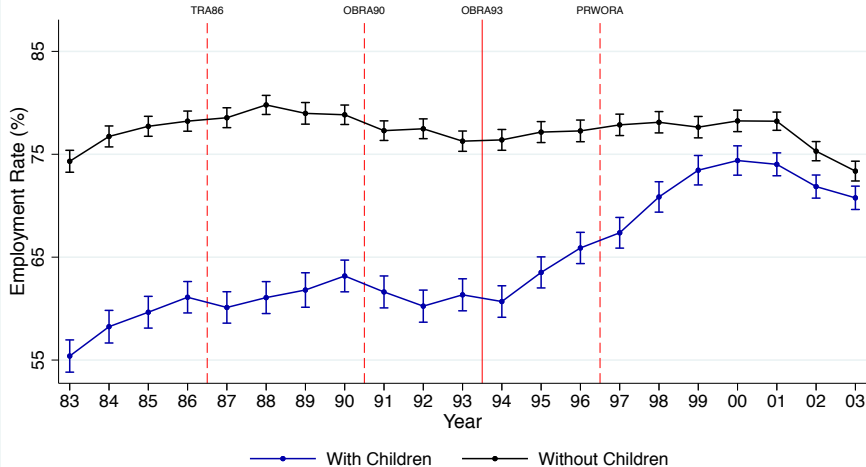 TRA86 OBRA90 OBRA93 PRWORA
85
75
65
55
Employment Rate (%)
83 84 85 86 87 88 89 90 91 92 93 94 95 96 97 98 99 00 01 02 03
Year
With Children Without Children